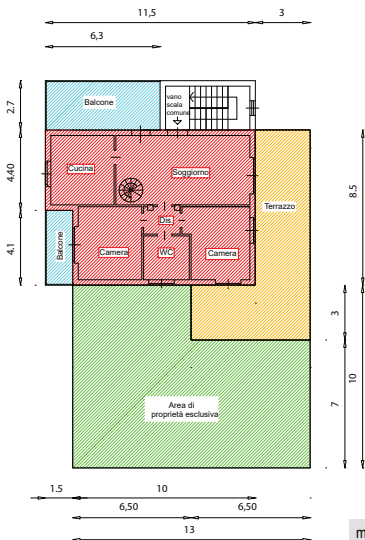 11,5
3
6,3
2.7
Balcone
vano
scala
comune
4.40
Cucina
Soggiorno
8.5
Terrazzo
Dis.
4.1
Balcone
Camera
WC
Camera
3
10
7
Area di
proprietà esclusiva
1.5
10
6,50
6,50
13
m